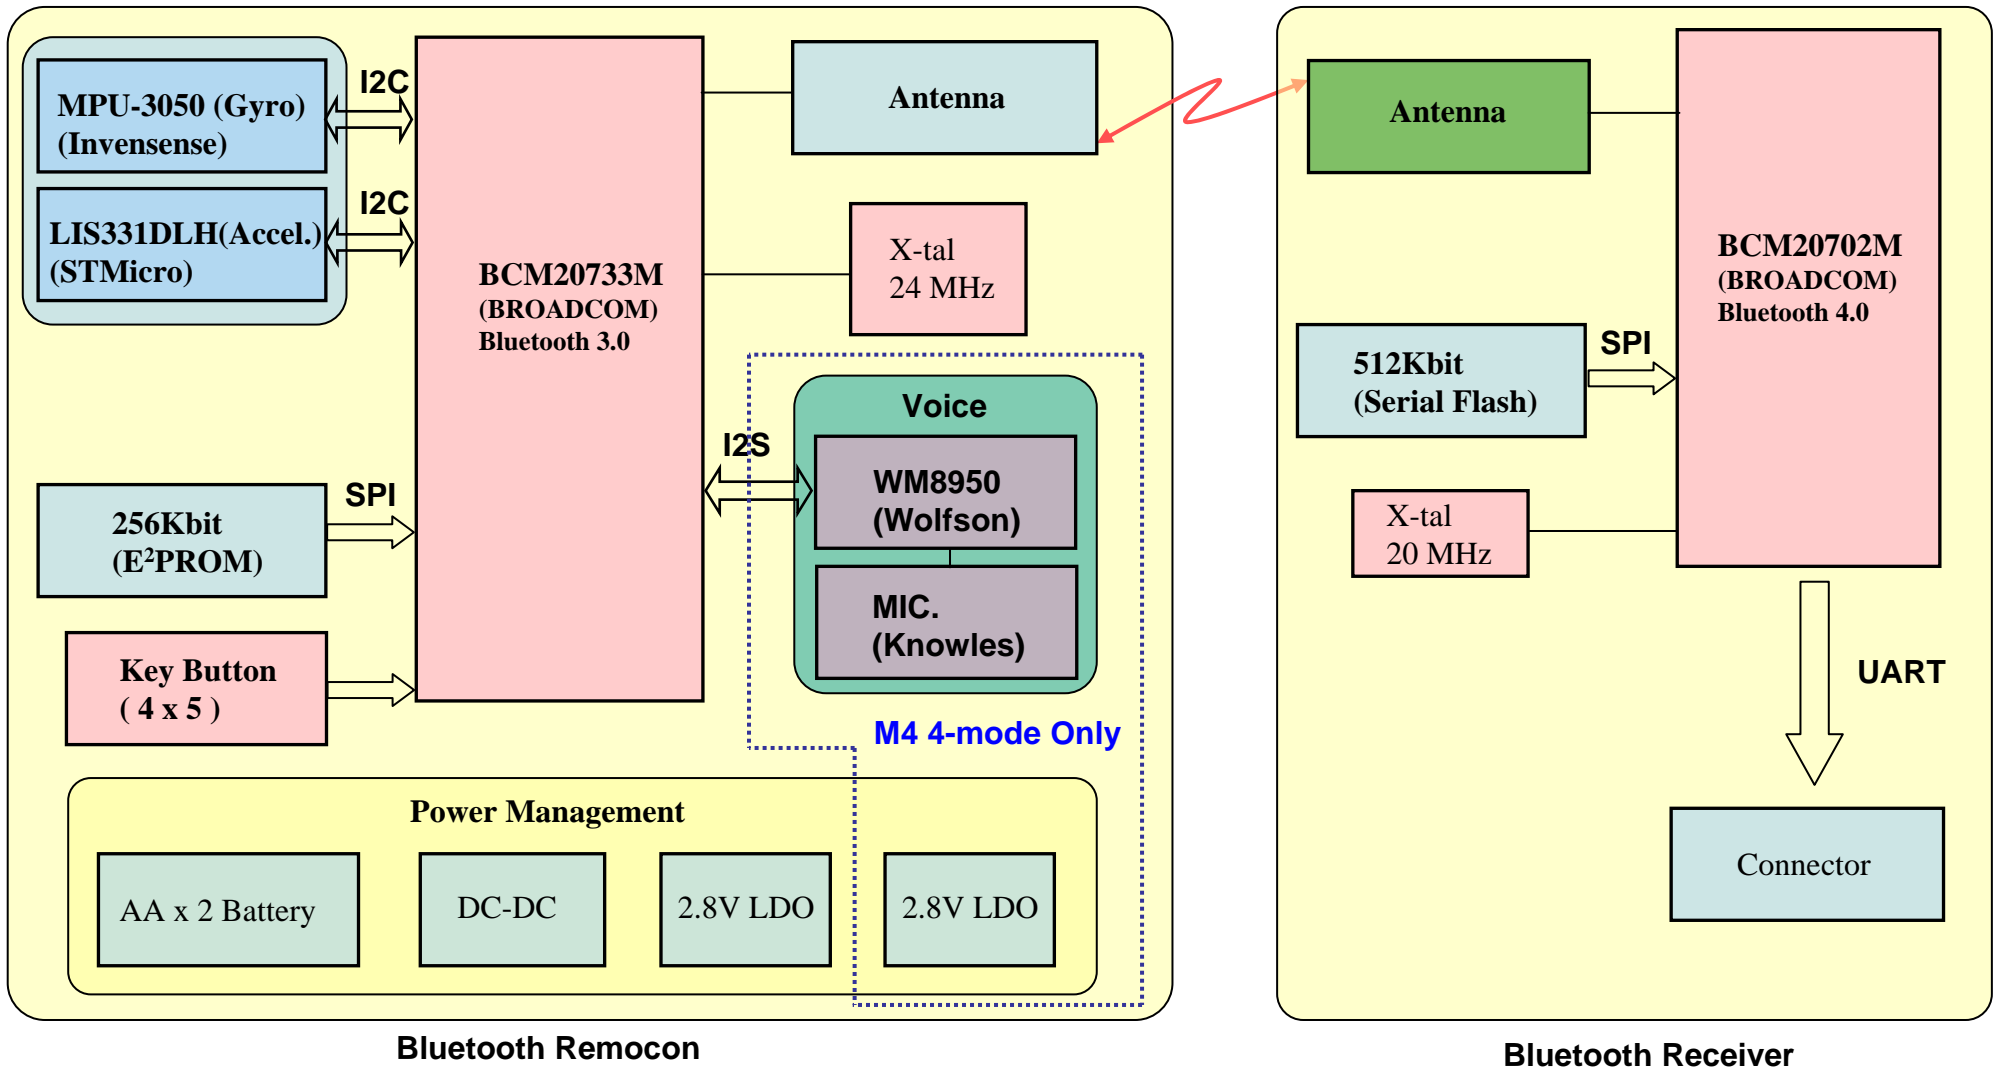 MPU-3050 (Gyro)
(Invensense)
I2C
LIS331DLH(Accel.)
(STMicro)
I2C
BCM20733M
(BROADCOM)
Bluetooth 3.0
Antenna
X-tal
24 MHz
Voice
I2S
WM8950
(Wolfson)
MIC.
(Knowles)
M4 4-mode Only
256Kbit
(E²PROM)
SPI
Key Button
( 4 x 5 )
Power Management
AA x 2 Battery
DC-DC
2.8V LDO
2.8V LDO
Bluetooth Remocon
Antenna
BCM20702M
(BROADCOM)
Bluetooth 4.0
512Kbit
(Serial Flash)
SPI
X-tal
20 MHz
UART
Connector
Bluetooth Receiver